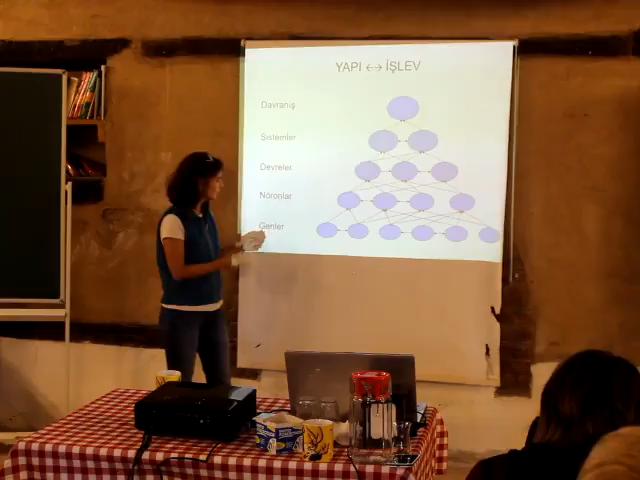 YAPI ↔ İŞLEV
Davranış
Sistemler
Devreler
Nöronlar
Genler